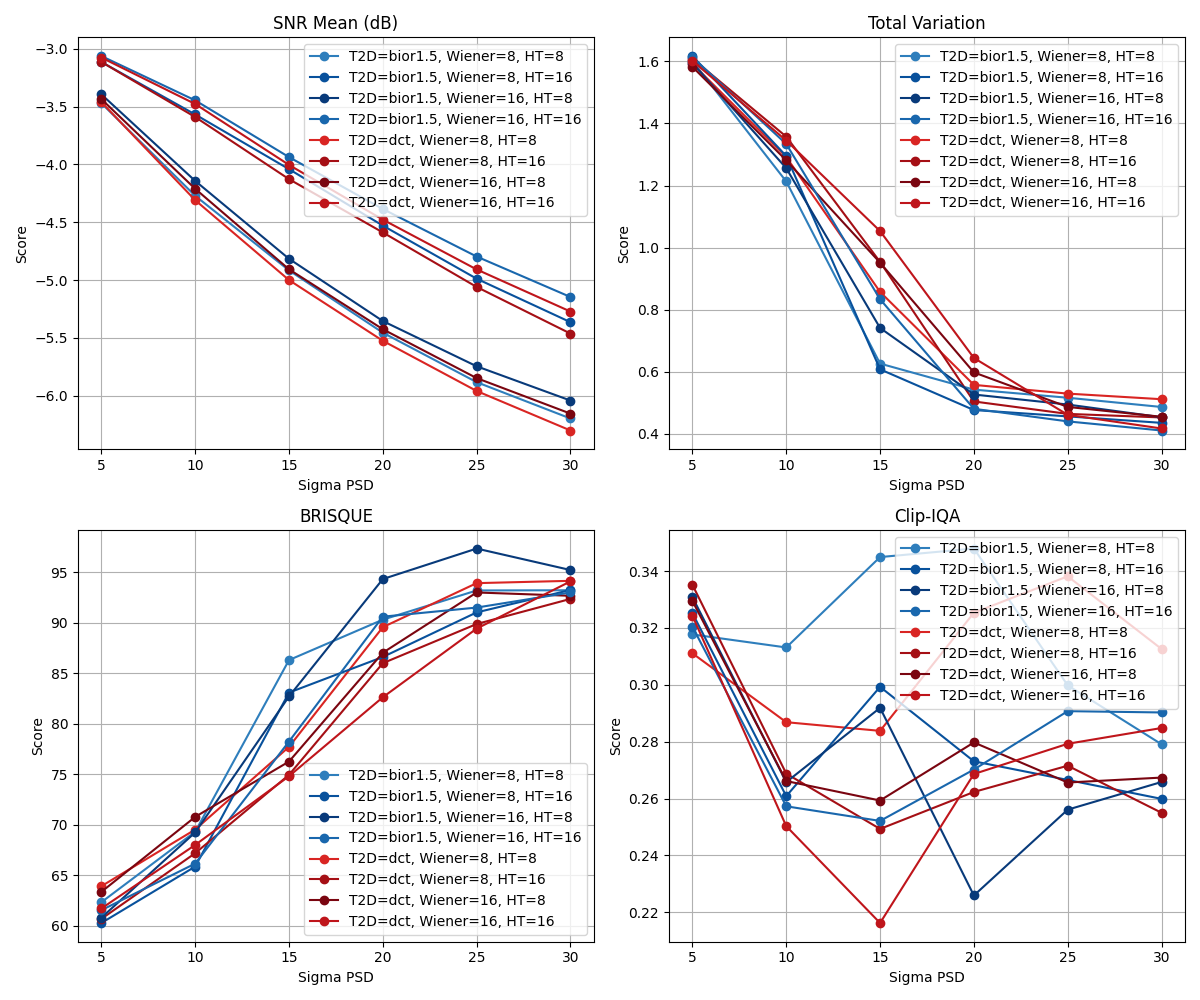 SNR Mean (dB)
−3.0
−3.5
−4.0
−4.5
−5.0
−5.5
−6.0
Score
T2D=bior1.5, Wiener=8, HT=8
T2D=bior1.5, Wiener=8, HT=16
T2D=bior1.5, Wiener=16, HT=8
T2D=bior1.5, Wiener=16, HT=16
T2D=dct, Wiener=8, HT=8
T2D=dct, Wiener=8, HT=16
T2D=dct, Wiener=16, HT=8
T2D=dct, Wiener=16, HT=16
5 10 15 20 25 30
Sigma PSD
Total Variation
1.6
1.4
1.2
1.0
0.8
0.6
0.4
Score
T2D=bior1.5, Wiener=8, HT=8
T2D=bior1.5, Wiener=8, HT=16
T2D=bior1.5, Wiener=16, HT=8
T2D=bior1.5, Wiener=16, HT=16
T2D=dct, Wiener=8, HT=8
T2D=dct, Wiener=8, HT=16
T2D=dct, Wiener=16, HT=8
T2D=dct, Wiener=16, HT=16
5 10 15 20 25 30
Sigma PSD
BRISQUE
95
90
85
80
75
70
65
60
Score
T2D=bior1.5, Wiener=8, HT=8
T2D=bior1.5, Wiener=8, HT=16
T2D=bior1.5, Wiener=16, HT=8
T2D=bior1.5, Wiener=16, HT=16
T2D=dct, Wiener=8, HT=8
T2D=dct, Wiener=8, HT=16
T2D=dct, Wiener=16, HT=8
T2D=dct, Wiener=16, HT=16
5 10 15 20 25 30
Sigma PSD
Clip-IQA
0.34
0.32
0.30
0.28
0.26
0.24
0.22
Score
T2D=bior1.5, Wiener=8, HT=8
T2D=bior1.5, Wiener=8, HT=16
T2D=bior1.5, Wiener=16, HT=8
T2D=bior1.5, Wiener=16, HT=16
T2D=dct, Wiener=8, HT=8
T2D=dct, Wiener=8, HT=16
T2D=dct, Wiener=16, HT=8
T2D=dct, Wiener=16, HT=16
5 10 15 20 25 30
Sigma PSD